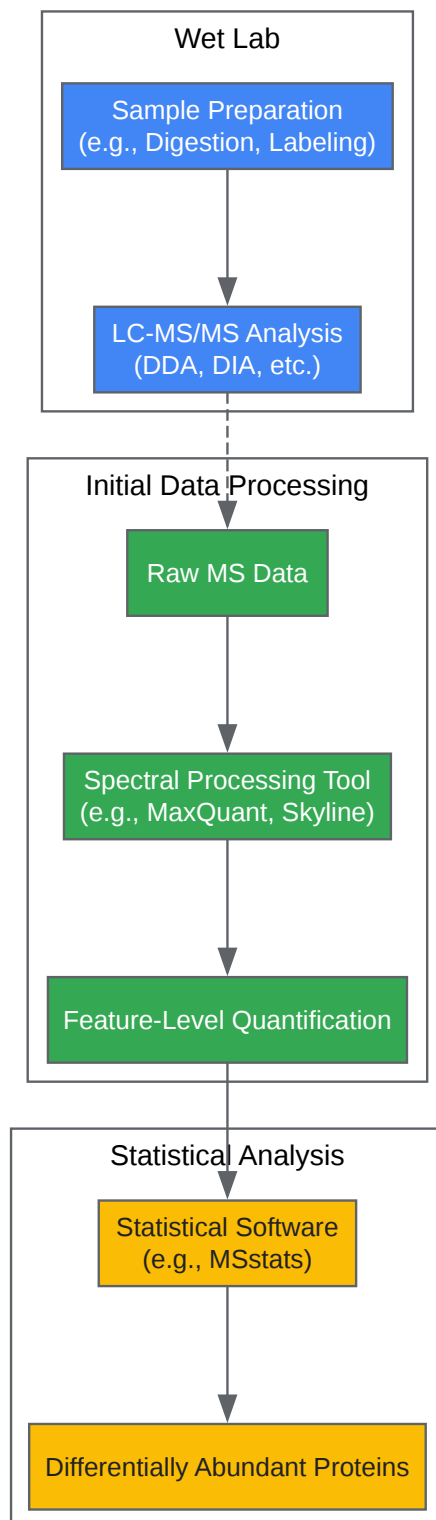 Wet Lab
Sample Preparation
(e.g., Digestion, Labeling)
LC-MS/MS Analysis
(DDA, DIA, etc.)
Initial Data Processing
Raw MS Data
Spectral Processing Tool
(e.g., MaxQuant, Skyline)
Feature-Level Quantification
Statistical Analysis
Statistical Software
(e.g., MSstats)
Differentially Abundant Proteins